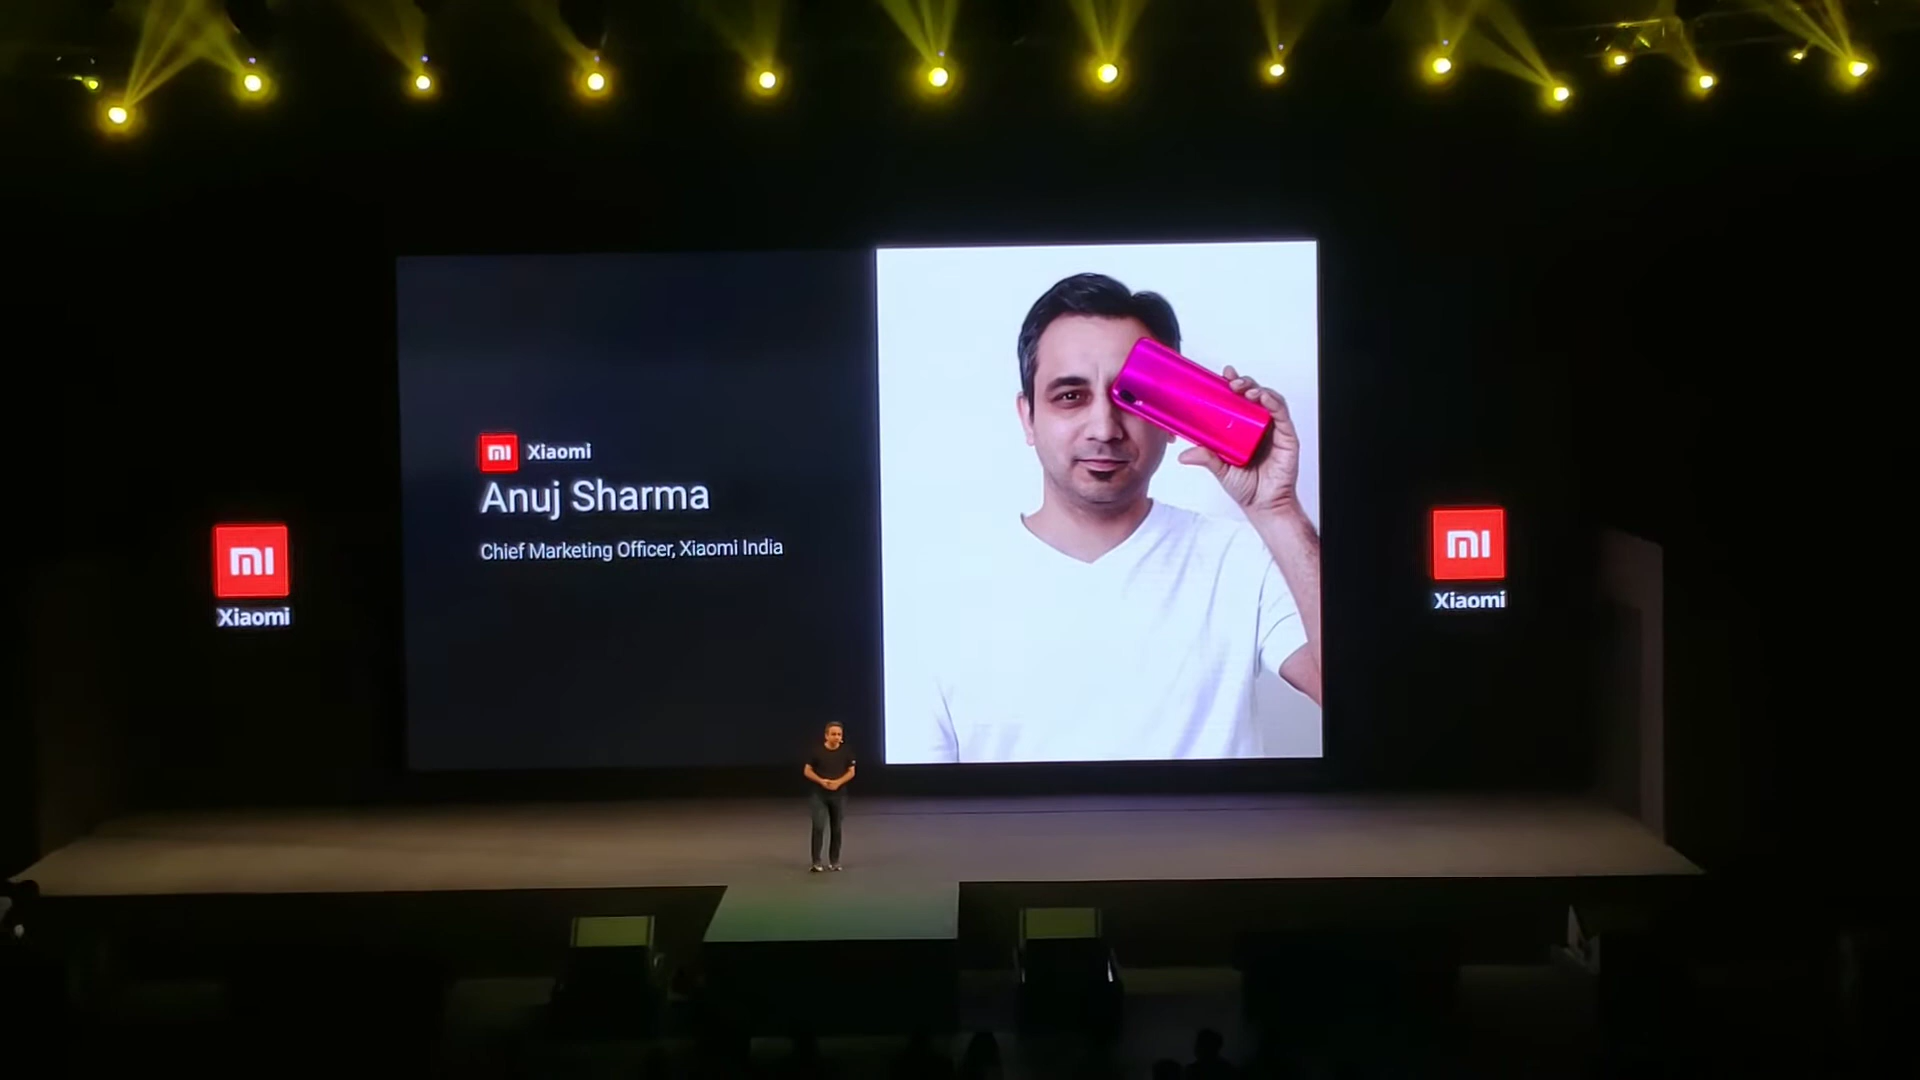 mi Xiaomi
Anuj Sharma
Chief Marketing Officer, Xiaomi India
mi
Xiaomi
mi
Xiaomi